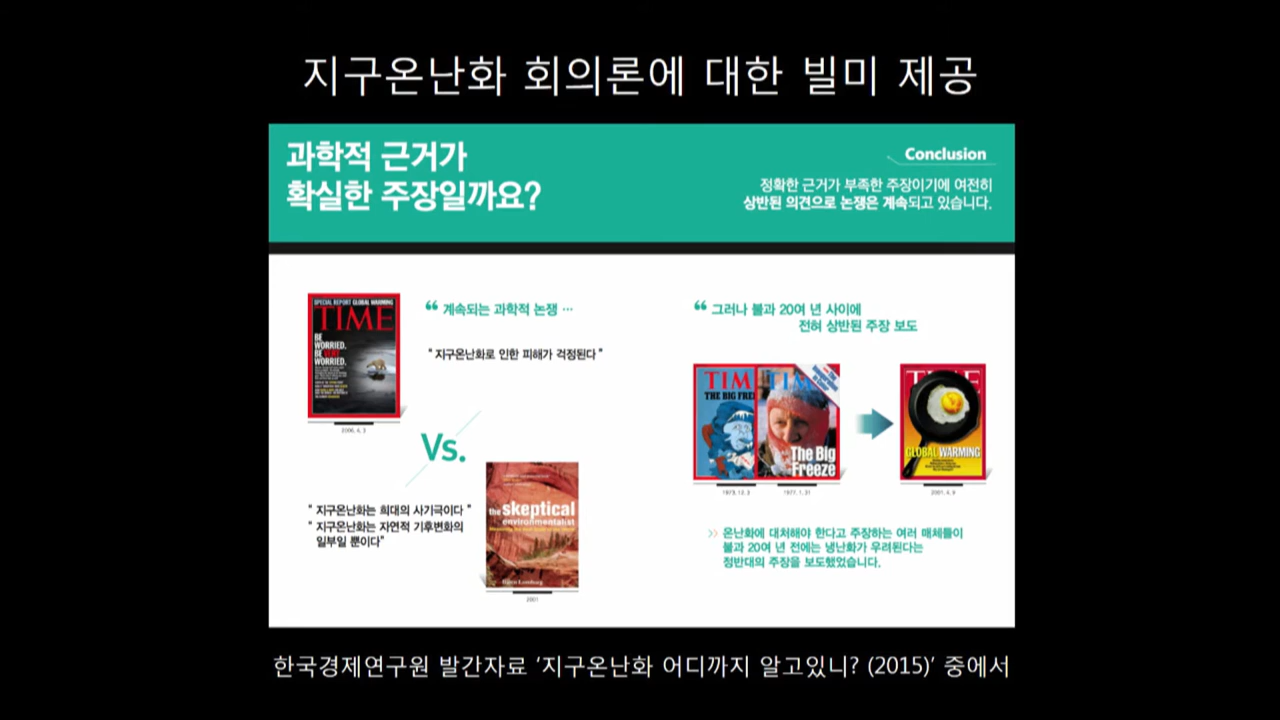 지구온난화 회의론에 대한 빌미 제공
과학적 근거가
확실한 주장일까요?
Conclusion
정확한 근거가 부족한 주장이기에 여전히
상반된 의견으로 논쟁은 계속되고 있습니다.
SPECIAL REPORT GLOBAL WARMING
TIME
BE
WORRIED.
BE VERY
WORRIED.
2006. 4. 3
“ 계속되는 과학적 논쟁 …
" 지구온난화로 인한 피해가 걱정된다 "
Vs.
" 지구온난화는 희대의 사기극이다 "
" 지구온난화는 자연적 기후변화의
일부일 뿐이다"
the skeptical
environmentalist
Bjørn Lomborg
2001
“ 그러나 불과 20여 년 사이에
전혀 상반된 주장 보도
TIM
THE BIG FREE
1973. 12. 3
TIME
The Big
Freeze
1977. 1. 31
TIME
GLOBAL WARMING
2001. 4. 9
>> 온난화에 대처해야 한다고 주장하는 여러 매체들이
불과 20여 년 전에는 냉난화가 우려된다는
정반대의 주장을 보도했었습니다.
한국경제연구원 발간자료 ‘지구온난화 어디까지 알고있니? (2015)’ 중에서